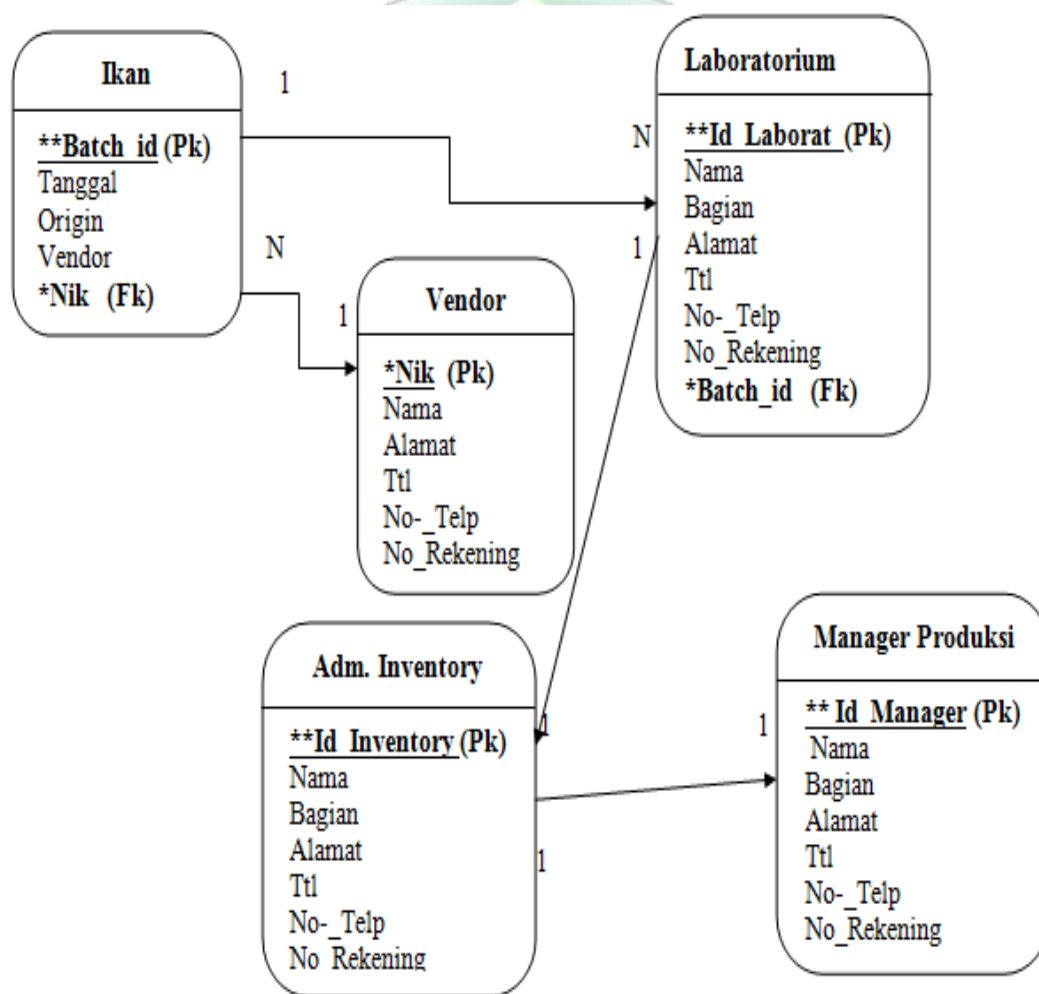 Ikan
**Batch_id (Pk)
Tanggal
Origin
Vendor
*Nik (Fk)
1
N
Laboratorium
**Id_Laborat (Pk)
Nama
Bagian
Alamat
Ttl
No-_Telp
No_Rekening
*Batch_id (Fk)
N
1
Vendor
*Nik (Pk)
Nama
Alamat
Ttl
No-_Telp
No_Rekening
1
Adm. Inventory
**Id_Inventory (Pk)
Nama
Bagian
Alamat
Ttl
No-_Telp
No_Rekening
1
1
Manager Produksi
** Id_Manager (Pk)
Nama
Bagian
Alamat
Ttl
No-_Telp
No_Rekening
1